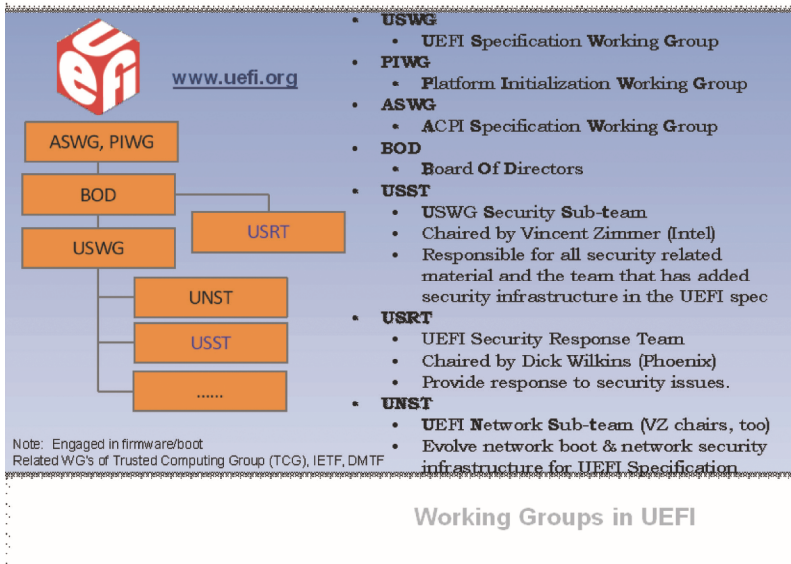 UEFi
www.uefi.org
ASWG, PIWG
BOD
USRT
USWG
UNST
USST
......
Note: Engaged in firmware/boot
Related WG's of Trusted Computing Group (TCG), IETF, DMTF
• USWG
• UEFI Specification Working Group
• PIWG
• Platform Initialization Working Group
• ASWG
• ACPI Specification Working Group
• BOD
• Board Of Directors
• USST
• USWG Security Sub-team
• Chaired by Vincent Zimmer (Intel)
• Responsible for all security related
material and the team that has added
security infrastructure in the UEFI spec
• USRT
• UEFI Security Response Team
• Chaired by Dick Wilkins (Phoenix)
• Provide response to security issues.
• UNST
• UEFI Network Sub-team (VZ chairs, too)
• Evolve network boot & network security
infrastructure for UEFI Specification
Working Groups in UEFI